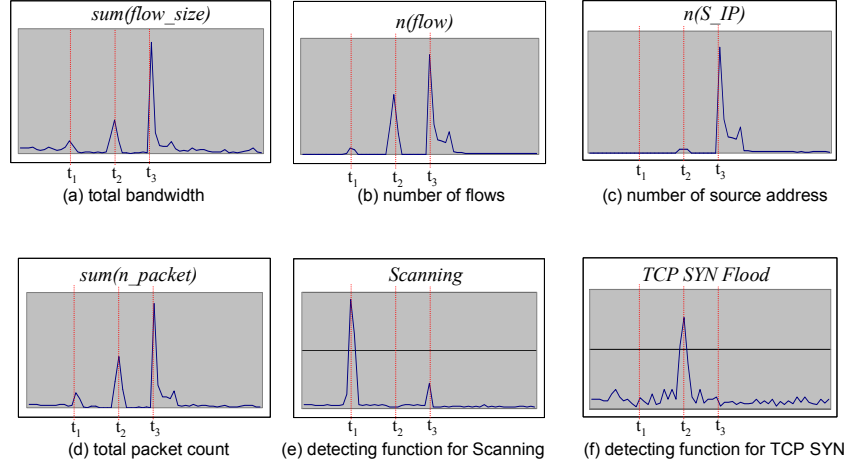 sum(flow_size)
t1 t2 t3
(a) total bandwidth
n(flow)
t1 t2 t3
(b) number of flows
n(S_IP)
t1 t2 t3
(c) number of source address
sum(n_packet)
t1 t2 t3
(d) total packet count
Scanning
t1 t2 t3
(e) detecting function for Scanning
TCP SYN Flood
t1 t2 t3
(f) detecting function for TCP SYN